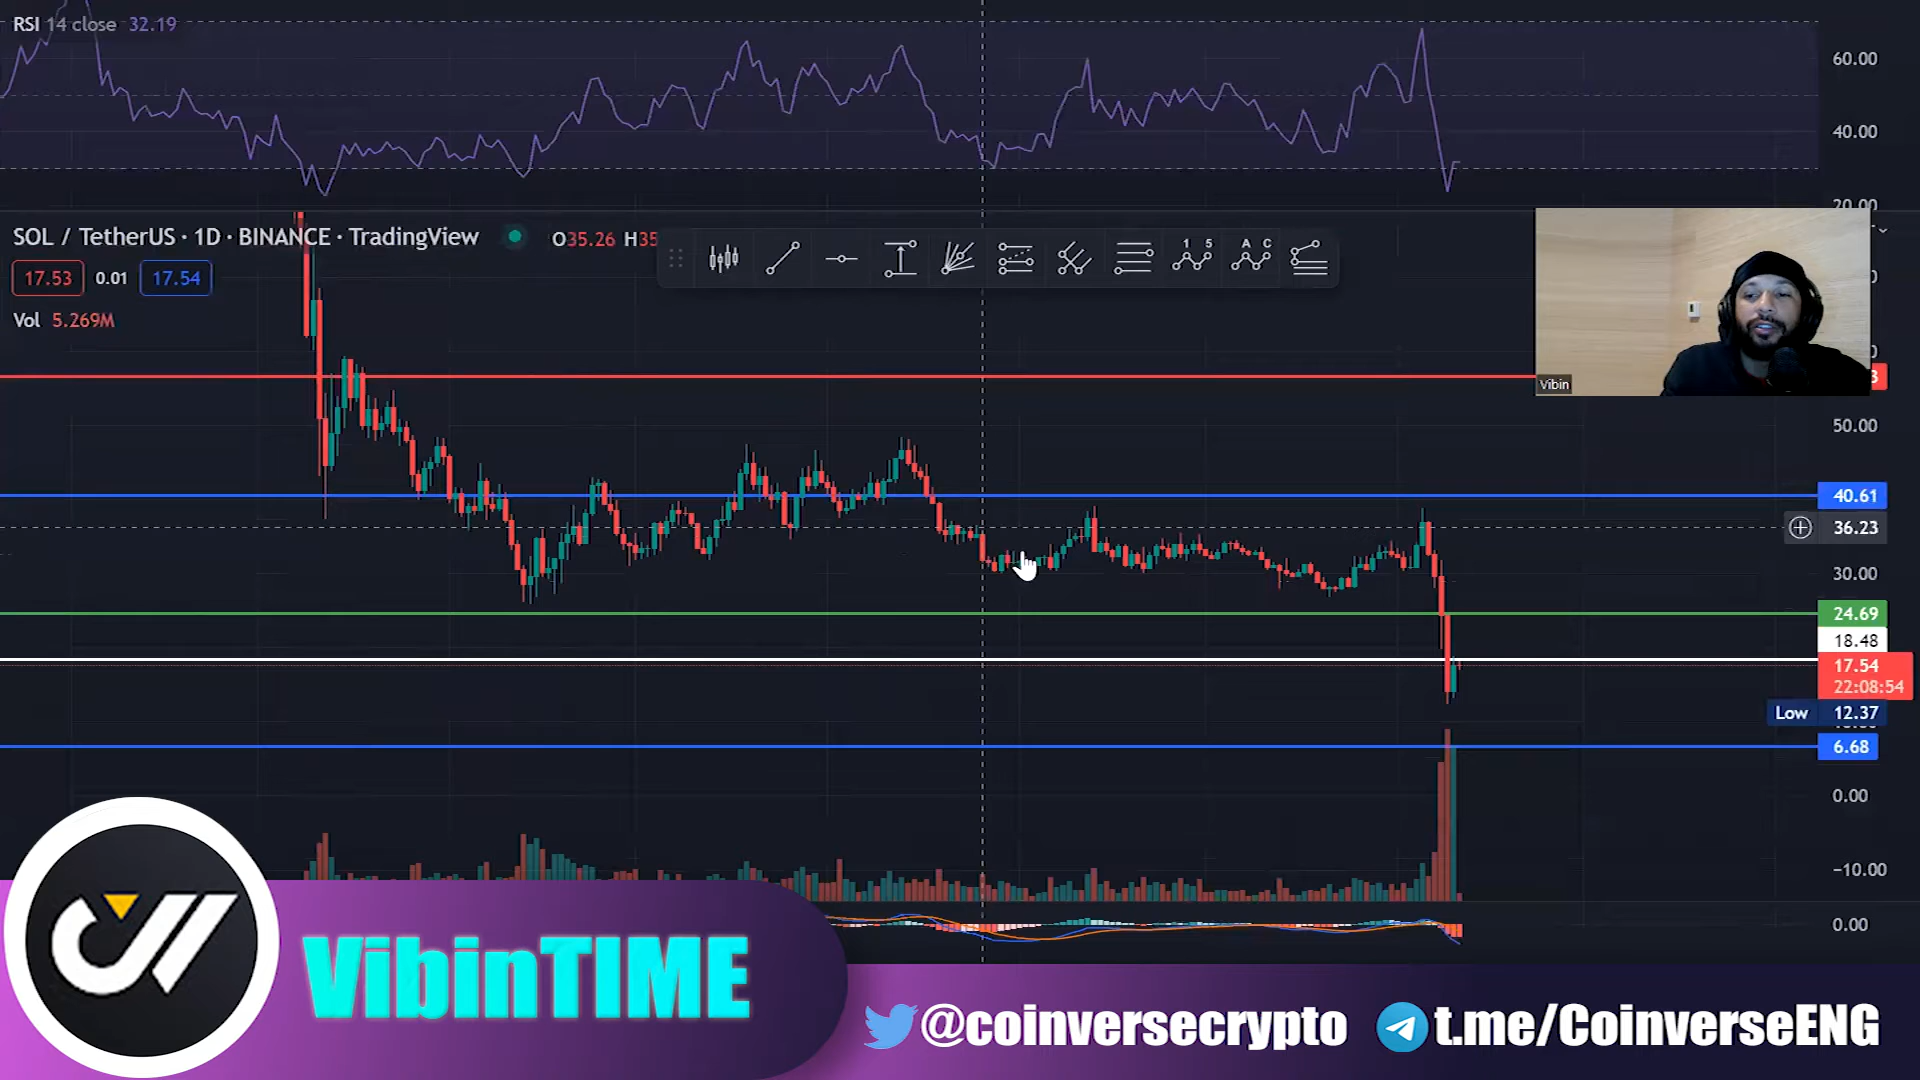 RSI 14 close 32.19
60.00
40.00
20.00
SOL / TetherUS · 1D · BINANCE · TradingView
O35.26 H35
17.53 0.01 17.54
Vol 5.269M
1 5
A C
Vibin
3
50.00
40.61
36.23
30.00
24.69
18.48
17.54
22:08:54
Low 12.37
6.68
0.00
-10.00
0.00
VibinTIME
@coinversecrypto
t.me/CoinverseENG